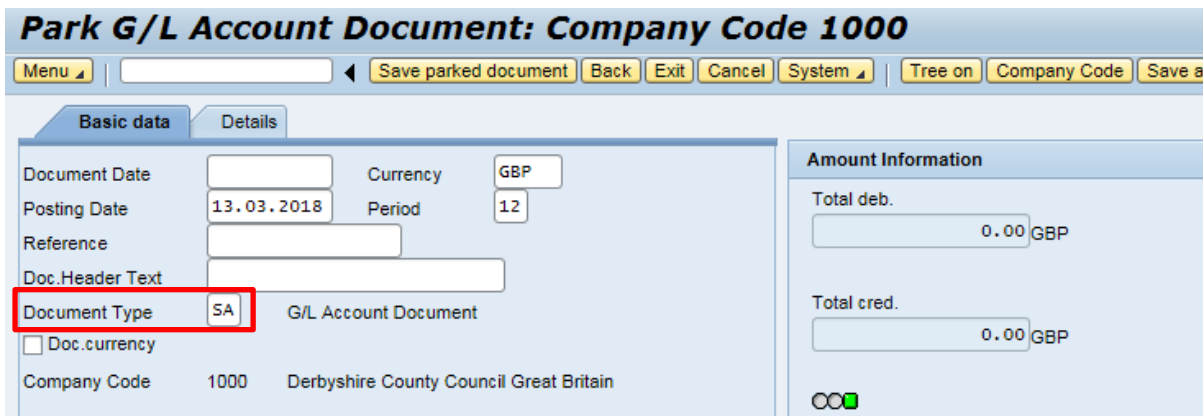 Park G/L Account Document: Company Code 1000
Menu Save parked document Back Exit Cancel System Tree on Company Code Save a
Basic data Details
Document Date Currency GBP
Posting Date 13.03.2018 Period 12
Reference
Doc.Header Text
Document Type SA G/L Account Document
Doc.currency
Company Code 1000 Derbyshire County Council Great Britain
Amount Information
Total deb.
0.00 GBP
Total cred.
0.00 GBP